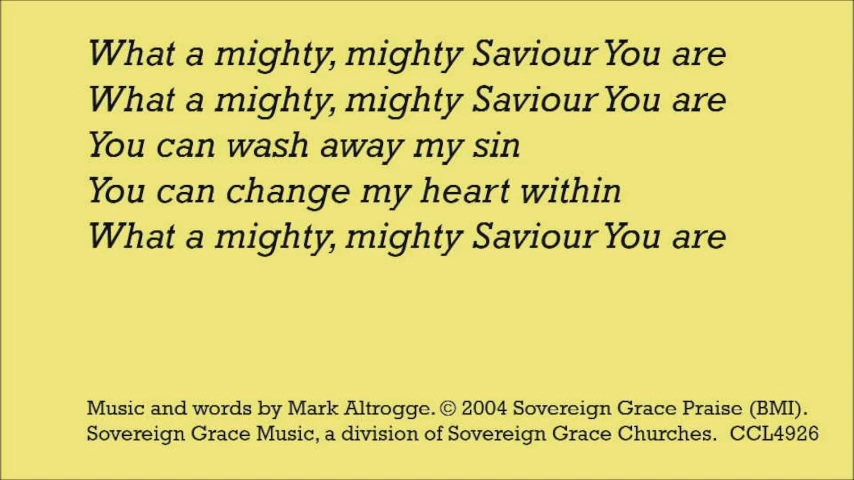 What a mighty, mighty Saviour You are
What a mighty, mighty Saviour You are
You can wash away my sin
You can change my heart within
What a mighty, mighty Saviour You are
Music and words by Mark Altrogge. © 2004 Sovereign Grace Praise (BMI).
Sovereign Grace Music, a division of Sovereign Grace Churches. CCL4926